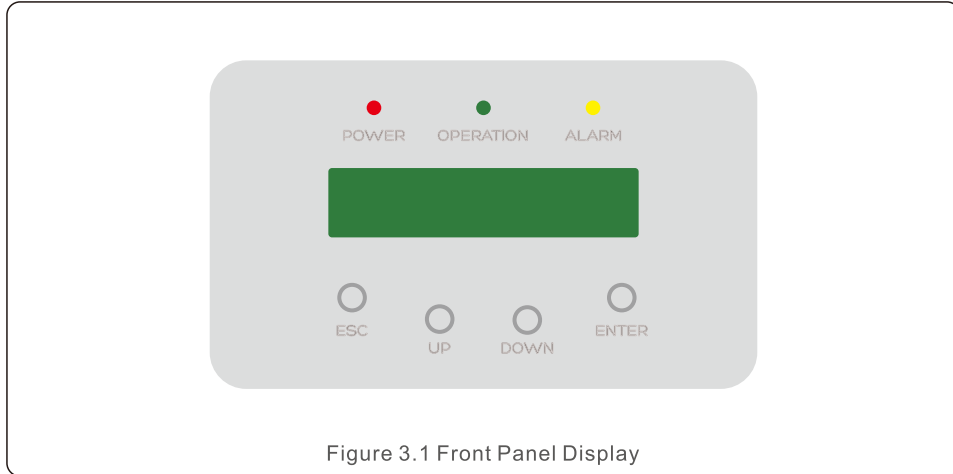 POWER OPERATION ALARM
ESC UP DOWN ENTER
Figure 3.1 Front Panel Display